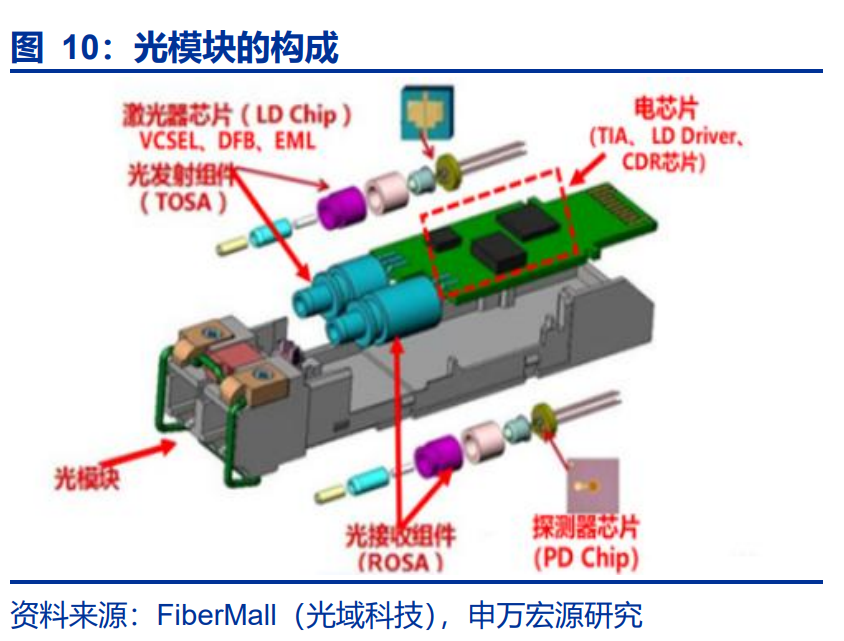 图 10：光模块的构成
激光器芯片（LD Chip）
VCSEL、DFB、EML
光发射组件
（TOSA）
电芯片
(TIA、LD Driver、
CDR芯片)
光模块
光接收组件
(ROSA)
探测器芯片
(PD Chip)
资料来源：FiberMall（光域科技），申万宏源研究